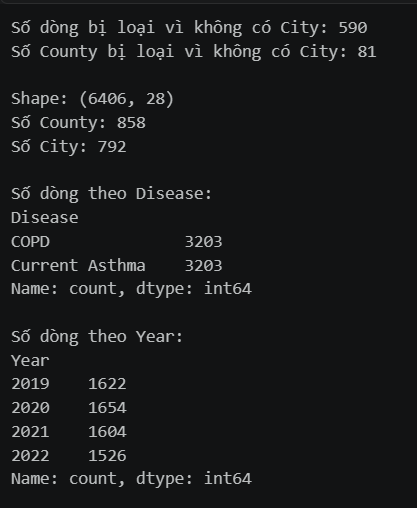 Số dòng bị loại vì không có City: 590
Số County bị loại vì không có City: 81
Shape: (6406, 28)
Số County: 858
Số City: 792
Số dòng theo Disease:
Disease
COPD 3203
Current Asthma 3203
Name: count, dtype: int64
Số dòng theo Year:
Year
2019 1622
2020 1654
2021 1604
2022 1526
Name: count, dtype: int64